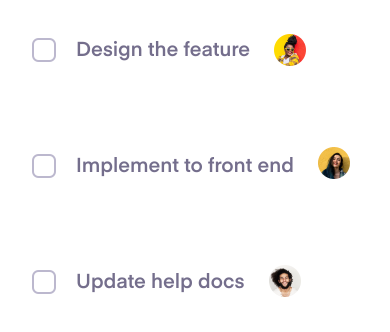 Design the feature
Implement to front end
Update help docs